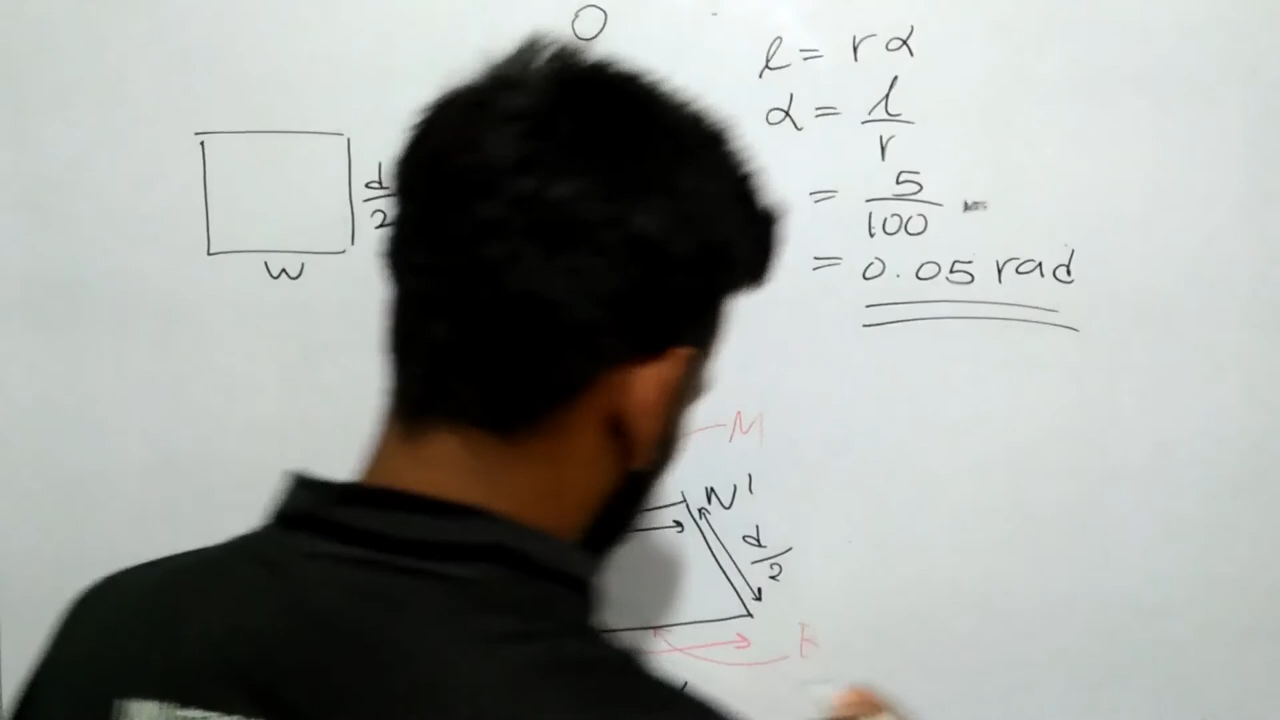 O
l = rα
α = l/r
= 5/100
= 0.05 rad
d/2
w
M
N'
d/2